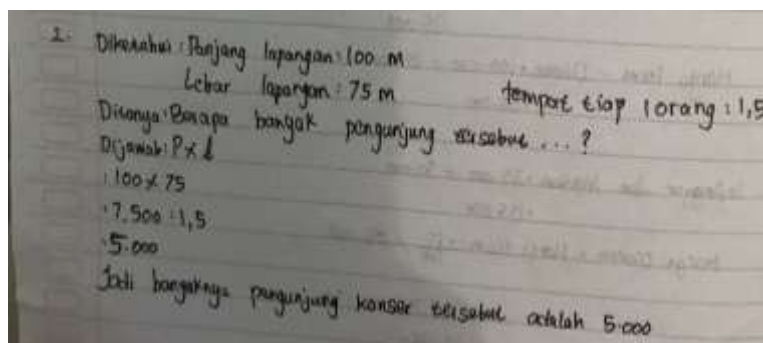 1. Diketahui : Panjang lapangan : 100 m
Lebar lapangan : 75 m tempat tiap 1 orang : 1,5
Ditanya : Berapa banyak pengunjung tersebut ... ?
Dijawab : P x l
: 100 x 75
: 7.500 : 1,5
: 5.000
Jadi banyaknya pengunjung konser tersebut adalah 5.000